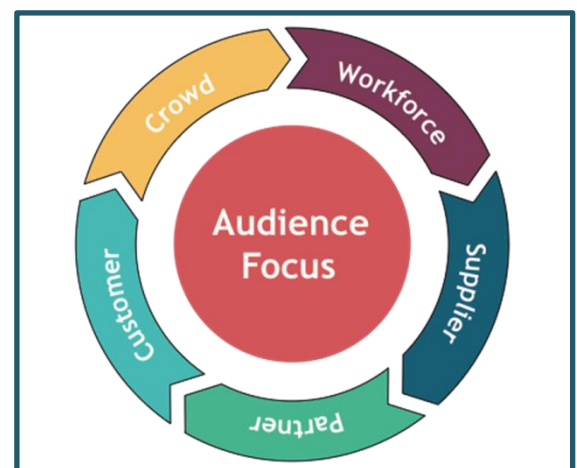 Audience
Focus
Crowd
Workforce
Supplier
Partner
Customer